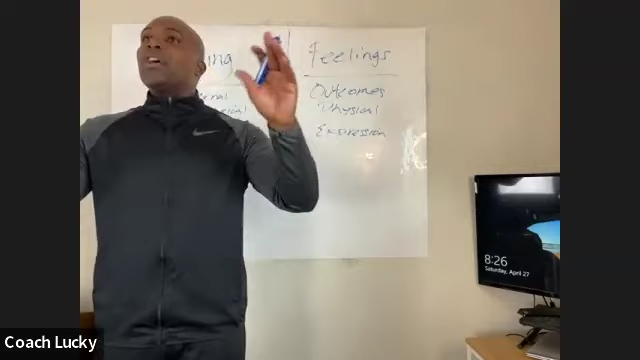 Feelings
Outcomes
Physical
Expression
8:26
Saturday, April 27
Coach Lucky